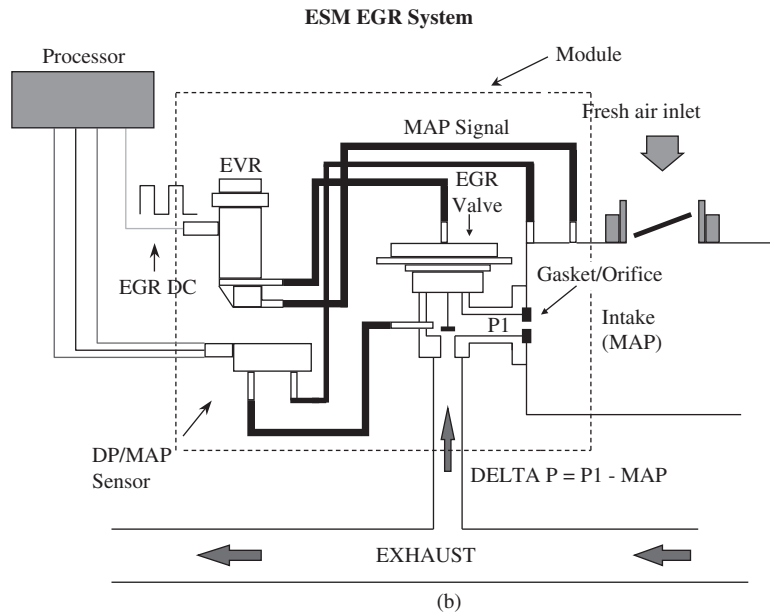 ESM EGR System
Processor
Module
Fresh air inlet
MAP Signal
EVR
EGR
Valve
EGR DC
Gasket/Orifice
P1
Intake
(MAP)
DP/MAP
Sensor
DELTA P = P1 - MAP
EXHAUST
(b)